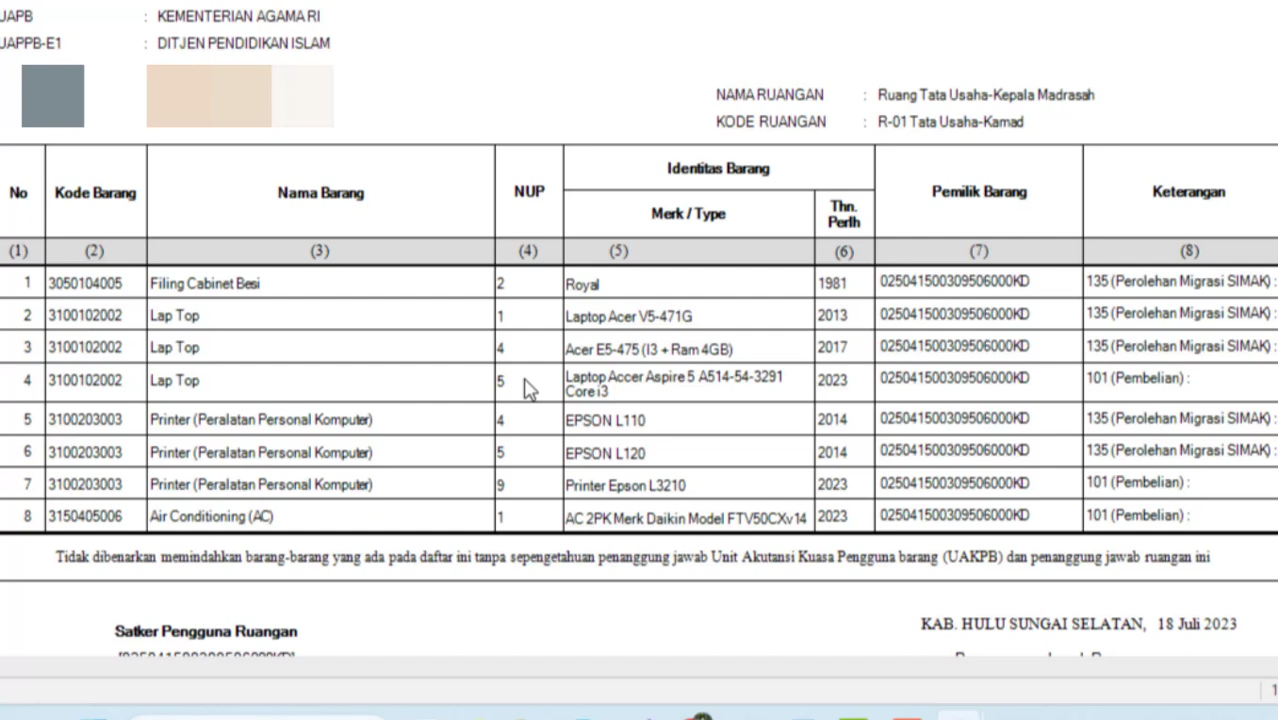 UAPB : KEMENTERIAN AGAMA RI
UAPPB-E1 : DITJEN PENDIDIKAN ISLAM
NAMA RUANGAN : Ruang Tata Usaha-Kepala Madrasah
KODE RUANGAN : R-01 Tata Usaha-Kamad
No Kode Barang Nama Barang NUP Identitas Barang Pemilik Barang Keterangan
Merk / Type Thn. Perlh
(1) (2) (3) (4) (5) (6) (7) (8)
1 3050104005 Filing Cabinet Besi 2 Royal 1981 025041500309506000KD 135 (Perolehan Migrasi SIMAK) :
2 3100102002 Lap Top 1 Laptop Acer V5-471G 2013 025041500309506000KD 135 (Perolehan Migrasi SIMAK) :
3 3100102002 Lap Top 4 Acer E5-475 (I3 + Ram 4GB) 2017 025041500309506000KD 135 (Perolehan Migrasi SIMAK) :
4 3100102002 Lap Top 5 Laptop Accer Aspire 5 A514-54-3291 Core i3 2023 025041500309506000KD 101 (Pembelian) :
5 3100203003 Printer (Peralatan Personal Komputer) 4 EPSON L110 2014 025041500309506000KD 135 (Perolehan Migrasi SIMAK) :
6 3100203003 Printer (Peralatan Personal Komputer) 5 EPSON L120 2014 025041500309506000KD 135 (Perolehan Migrasi SIMAK) :
7 3100203003 Printer (Peralatan Personal Komputer) 9 Printer Epson L3210 2023 025041500309506000KD 101 (Pembelian) :
8 3150405006 Air Conditioning (AC) 1 AC 2PK Merk Daikin Model FTV50CXv14 2023 025041500309506000KD 101 (Pembelian) :
Tidak dibenarkan memindahkan barang-barang yang ada pada daftar ini tanpa sepengetahuan penanggung jawab Unit Akutansi Kuasa Pengguna barang (UAKPB) dan penanggung jawab ruangan ini
KAB. HULU SUNGAI SELATAN, 18 Juli 2023
Satker Pengguna Ruangan